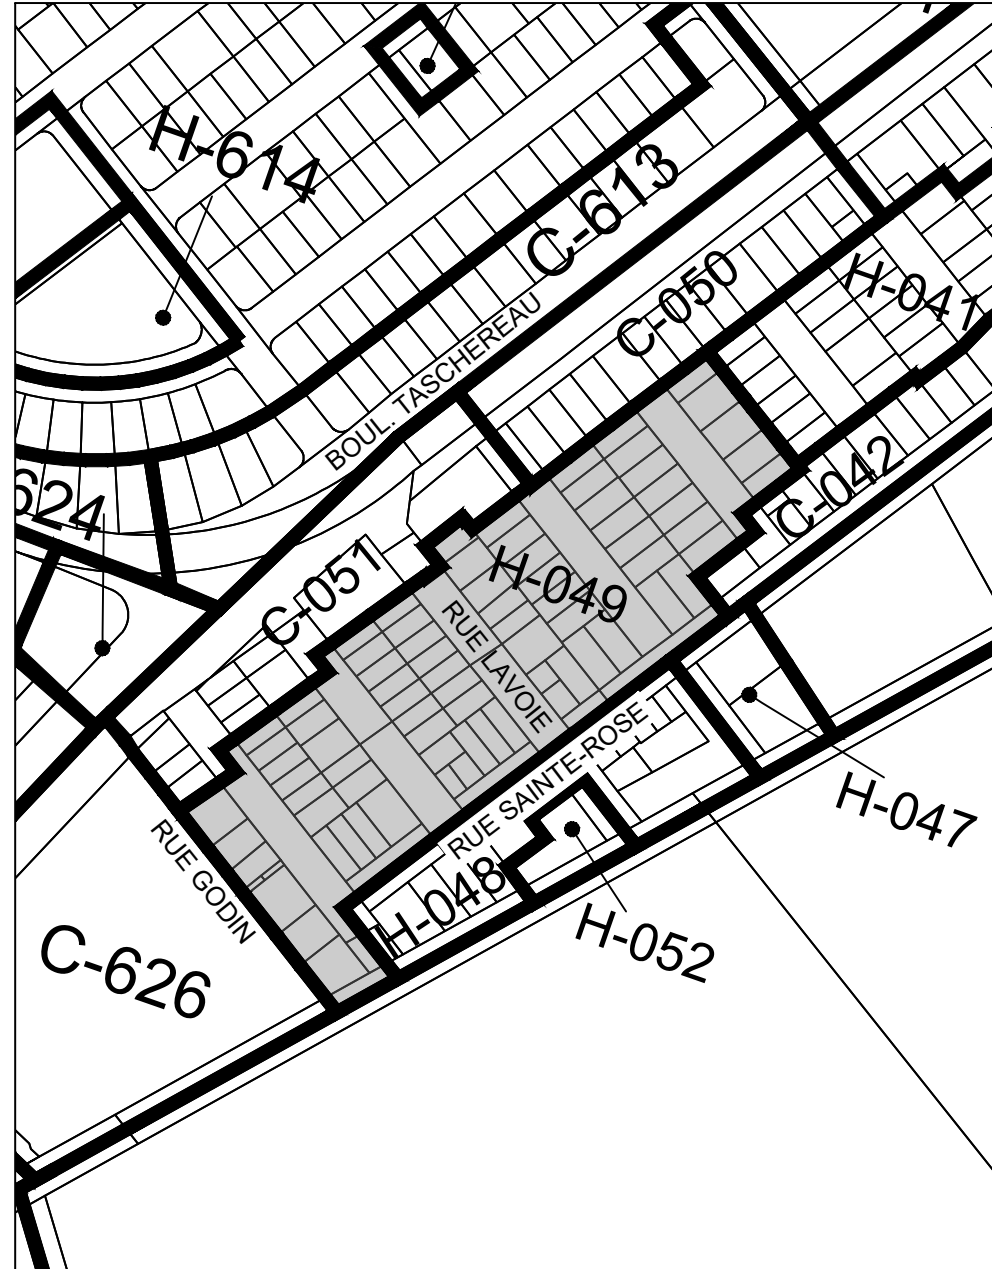 H-614
C-613
C-050
H-041
BOUL. TASCHEREAU
C-042
624
C-051
H-049
RUE LAVOIE
RUE SAINTE-ROSE
H-047
RUE GODIN
H-048
H-052
C-626